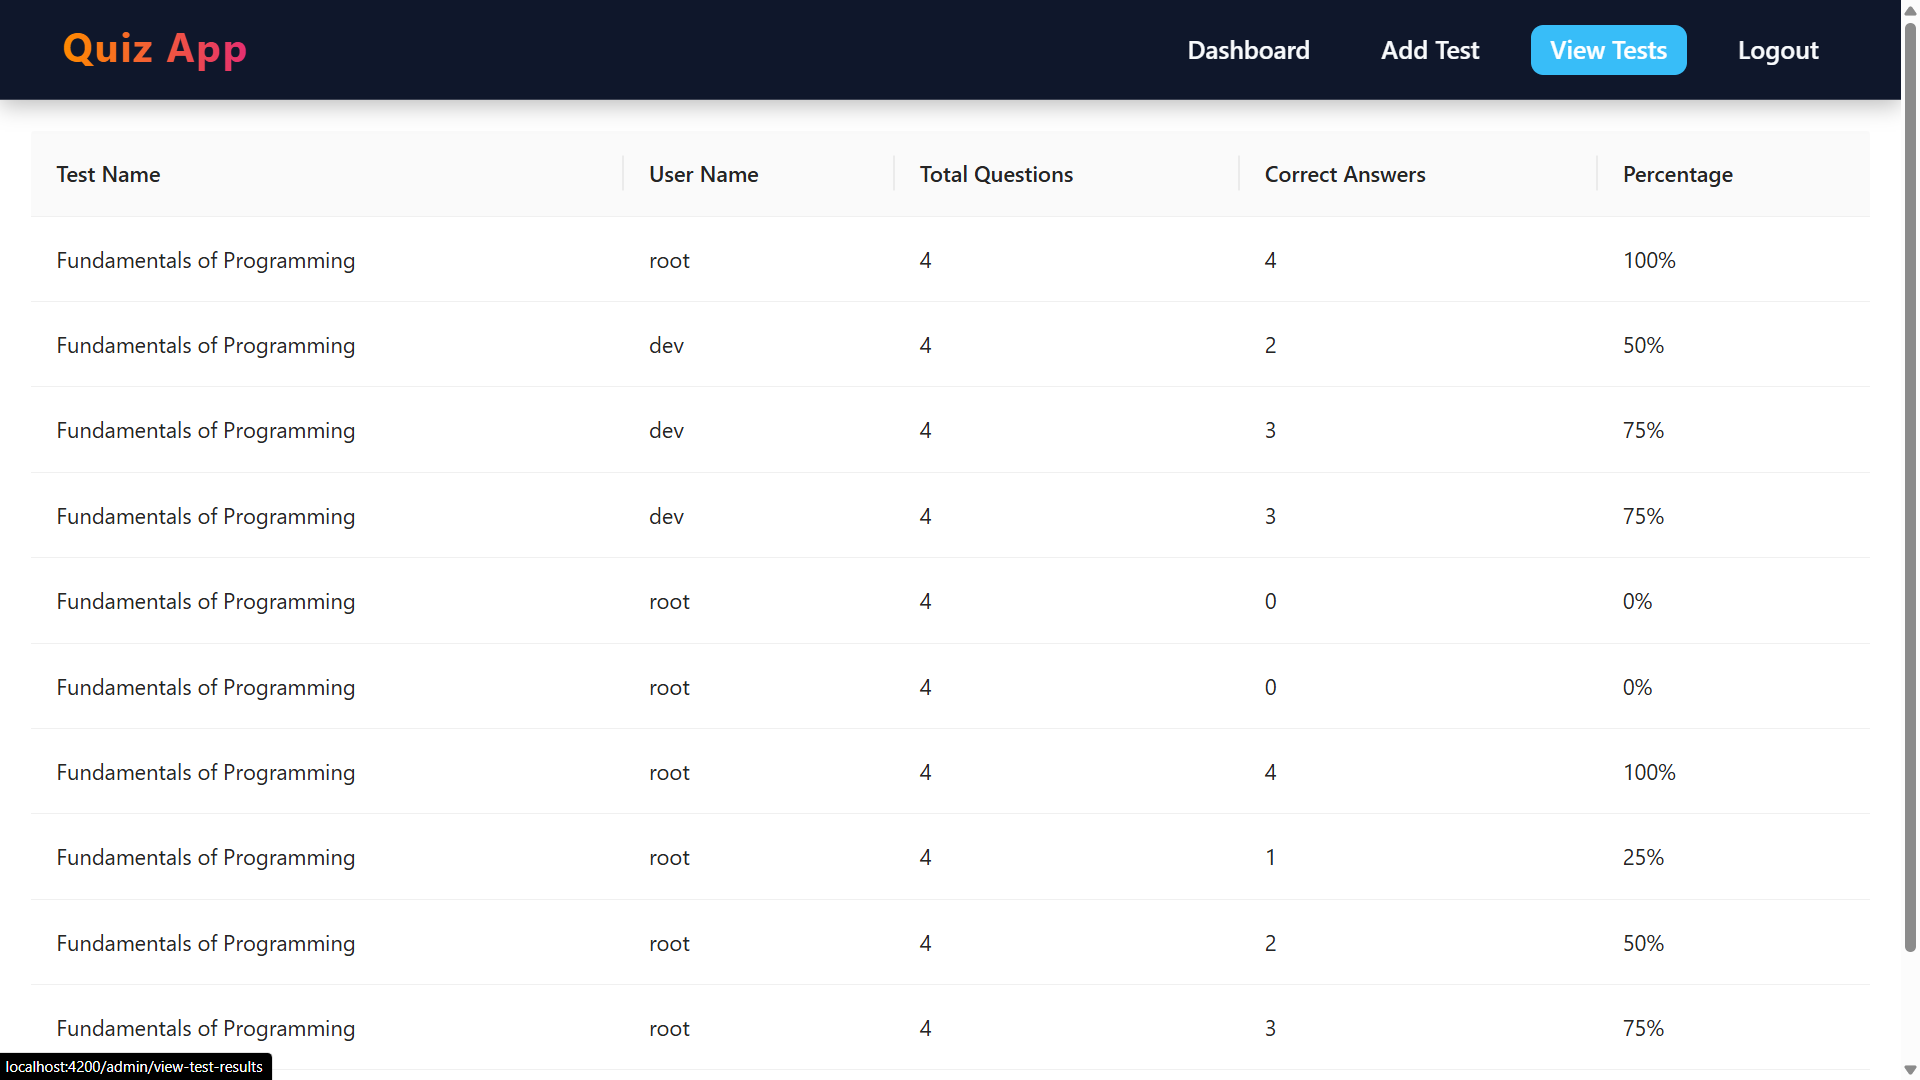 Quiz App Dashboard Add Test View Tests Logout
Test Name User Name Total Questions Correct Answers Percentage
Fundamentals of Programming root 4 4 100%
Fundamentals of Programming dev 4 2 50%
Fundamentals of Programming dev 4 3 75%
Fundamentals of Programming dev 4 3 75%
Fundamentals of Programming root 4 0 0%
Fundamentals of Programming root 4 0 0%
Fundamentals of Programming root 4 4 100%
Fundamentals of Programming root 4 1 25%
Fundamentals of Programming root 4 2 50%
Fundamentals of Programming root 4 3 75%
localhost:4200/admin/view-test-results